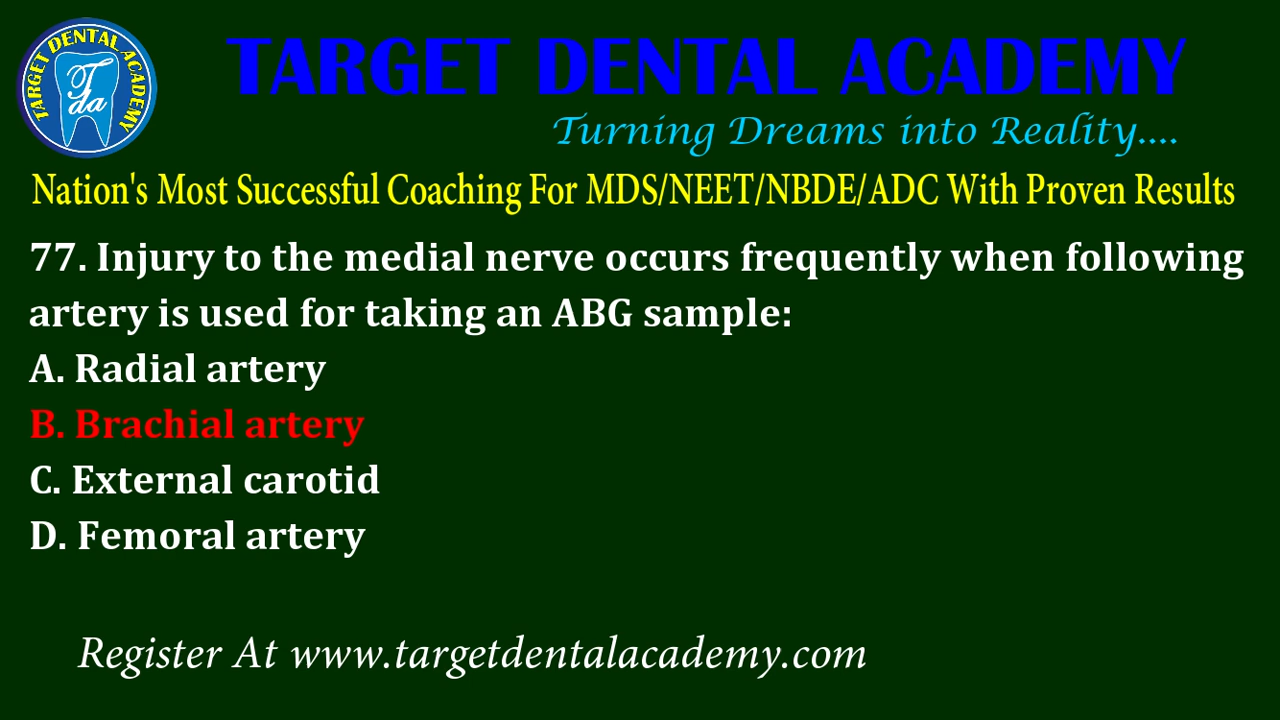 TARGET DENTAL ACADEMY
Tda
TARGET DENTAL ACADEMY
Turning Dreams into Reality....
Nation's Most Successful Coaching For MDS/NEET/NBDE/ADC With Proven Results
77. Injury to the medial nerve occurs frequently when following
artery is used for taking an ABG sample:
A. Radial artery
B. Brachial artery
C. External carotid
D. Femoral artery
Register At www.targetdentalacademy.com